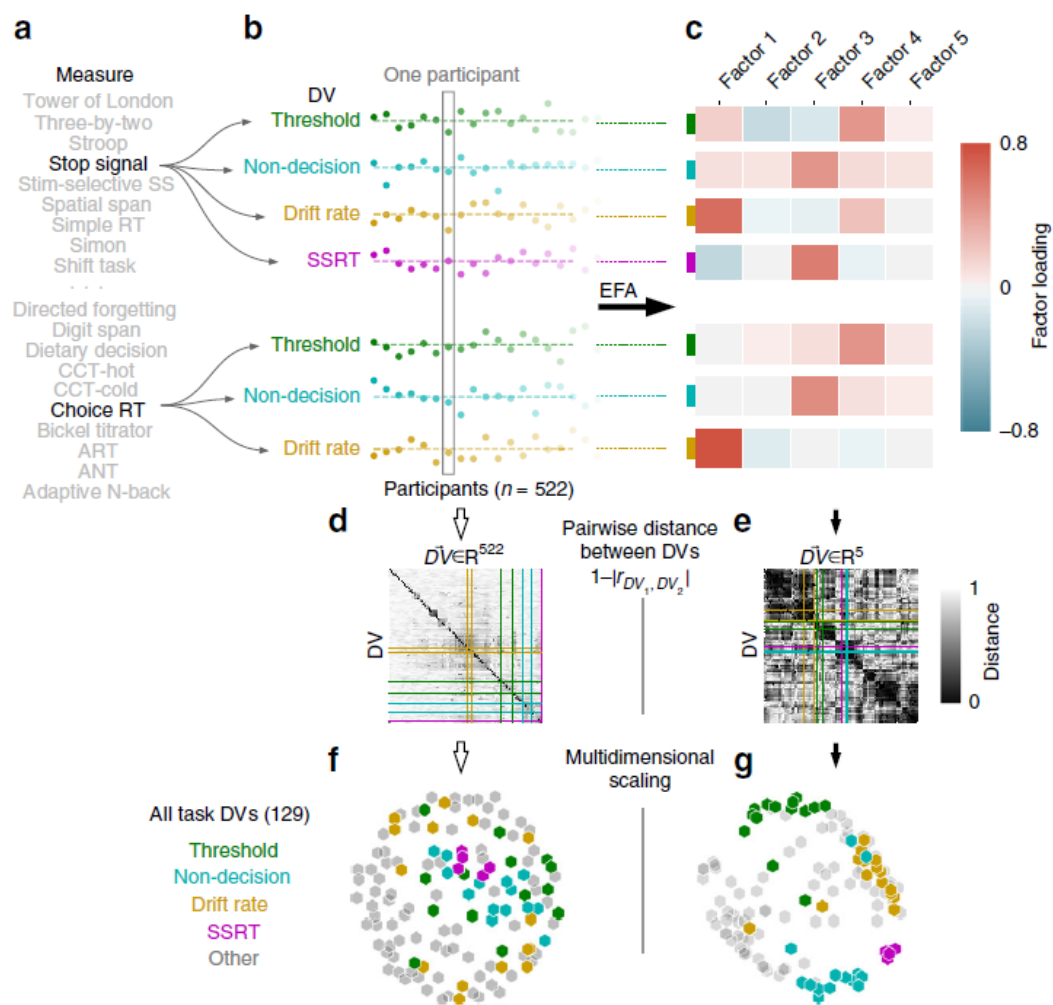 a
Measure
Tower of London
Three-by-two
Stroop
Stop signal
Stim-selective SS
Spatial span
Simple RT
Simon
Shift task
. . .
Directed forgetting
Digit span
Dietary decision
CCT-hot
CCT-cold
Choice RT
Bickel titrator
ART
ANT
Adaptive N-back
b
One participant
DV
Threshold
Non-decision
Drift rate
SSRT
Threshold
Non-decision
Drift rate
Participants (n = 522)
EFA
c
Factor 1
Factor 2
Factor 3
Factor 4
Factor 5
0.8
0
–0.8
Factor loading
d
D⃗V∈R⁵²²
DV
Pairwise distance
between DVs
1–|r_{DV₁, DV₂}|
e
D⃗V∈R⁵
DV
1
0
Distance
f
Multidimensional
scaling
g
All task DVs (129)
Threshold
Non-decision
Drift rate
SSRT
Other